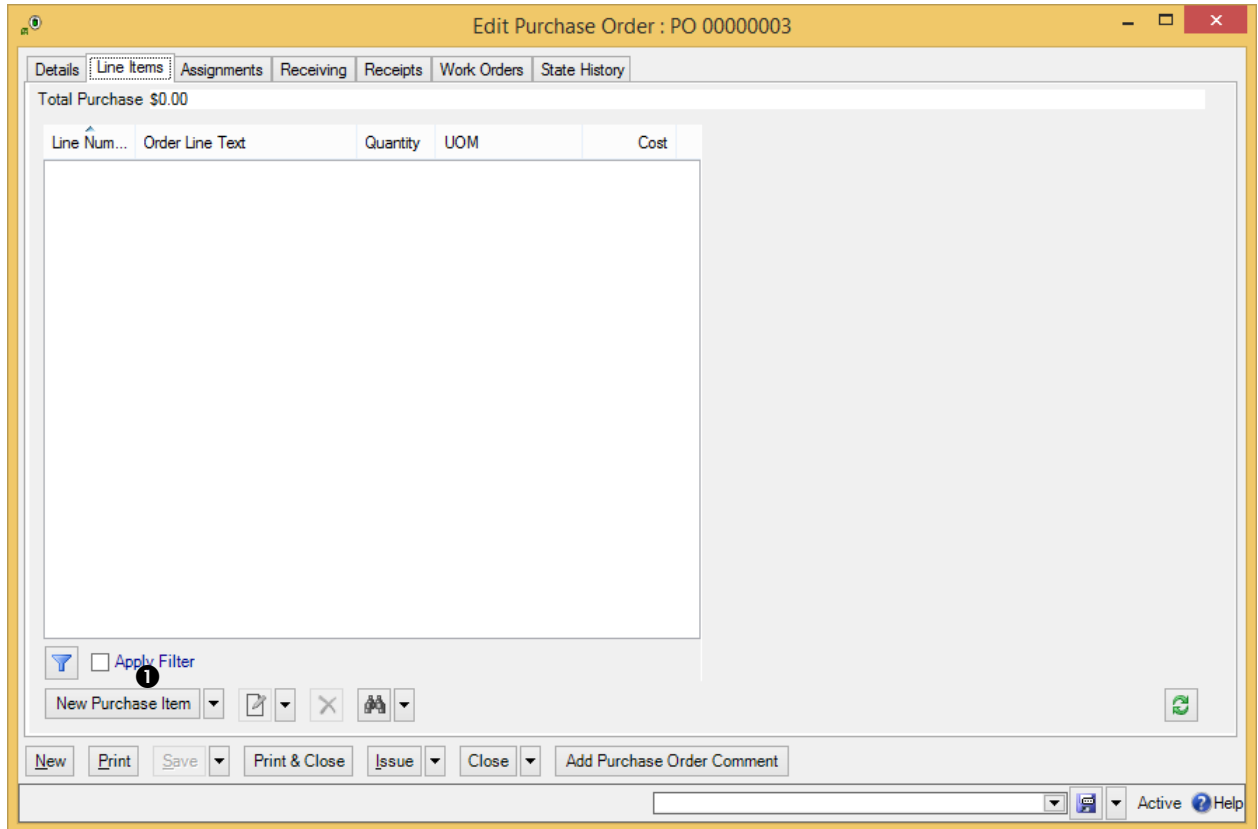 Edit Purchase Order : PO 00000003
Details Line Items Assignments Receiving Receipts Work Orders State History
Total Purchase $0.00
Line Num... Order Line Text Quantity UOM Cost
Apply Filter
❶
New Purchase Item
New Print Save Print & Close Issue Close Add Purchase Order Comment
Active Help